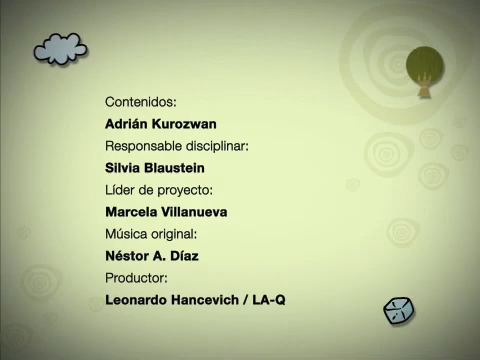 Contenidos:
Adrián Kurozwan
Responsable disciplinar:
Silvia Blaustein
Líder de proyecto:
Marcela Villanueva
Música original:
Néstor A. Díaz
Productor:
Leonardo Hancevich / LA-Q